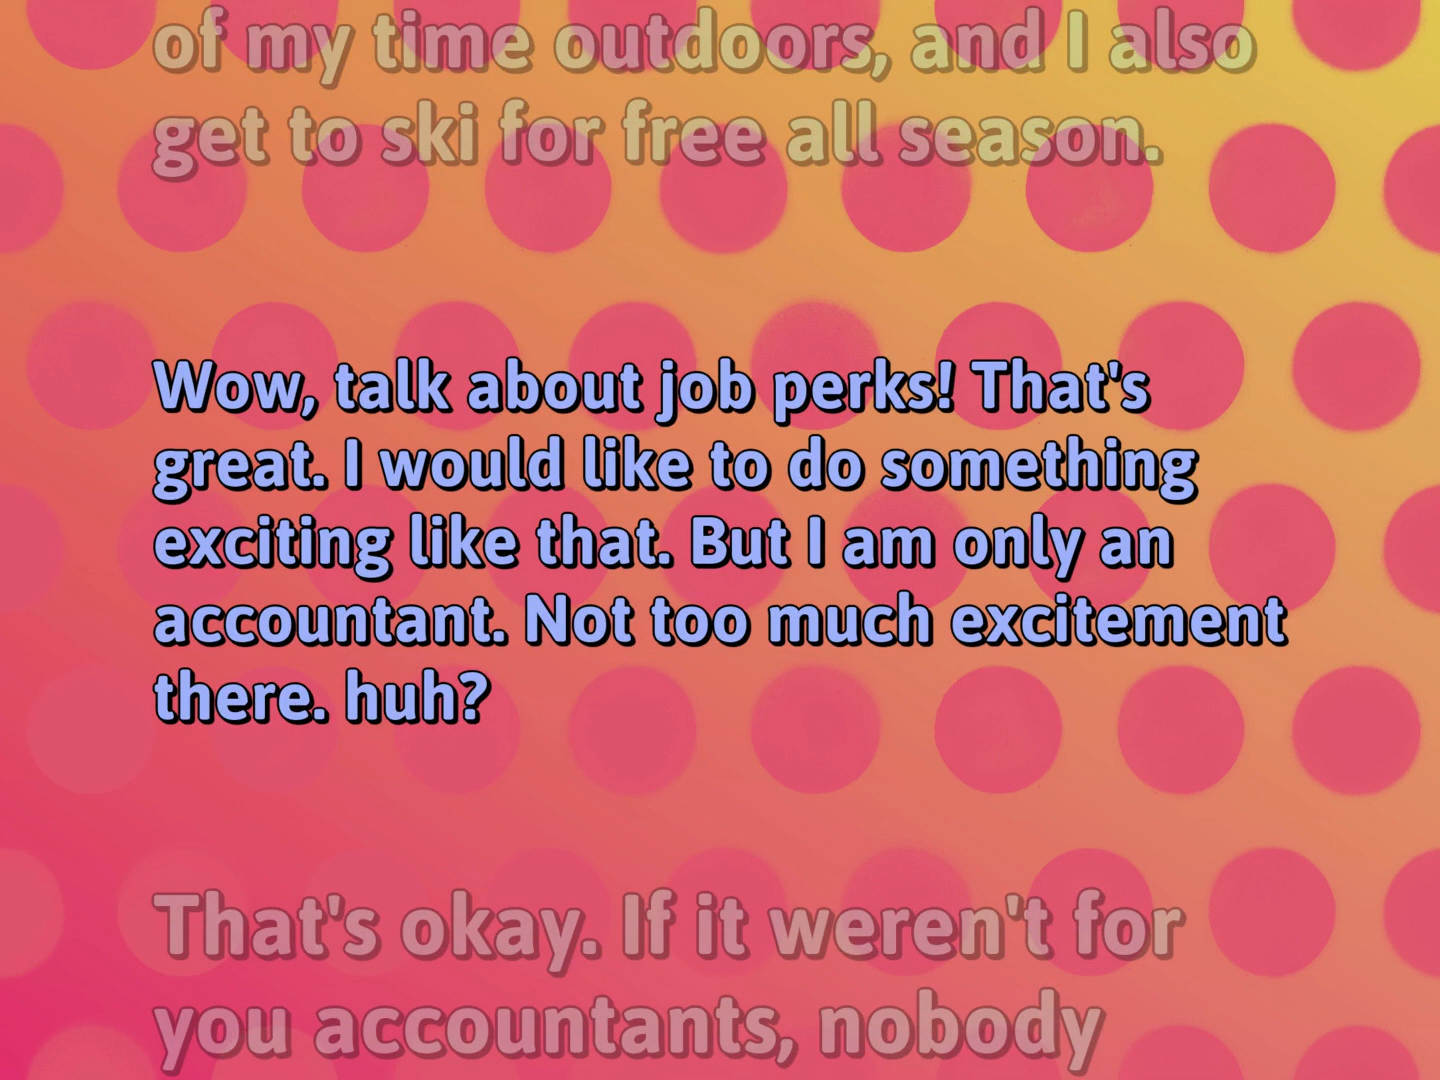 of my time outdoors, and I also
get to ski for free all season.
Wow, talk about job perks! That's
great. I would like to do something
exciting like that. But I am only an
accountant. Not too much excitement
there. huh?
That's okay. If it weren't for
you accountants, nobody